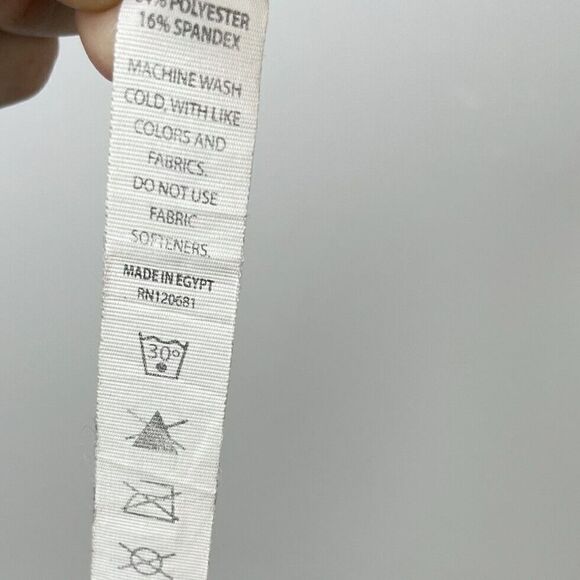 % POLYESTER
16% SPANDEX
MACHINE WASH
COLD, WITH LIKE
COLORS AND
FABRICS.
DO NOT USE
FABRIC
SOFTENERS.
MADE IN EGYPT
RN120681
30°